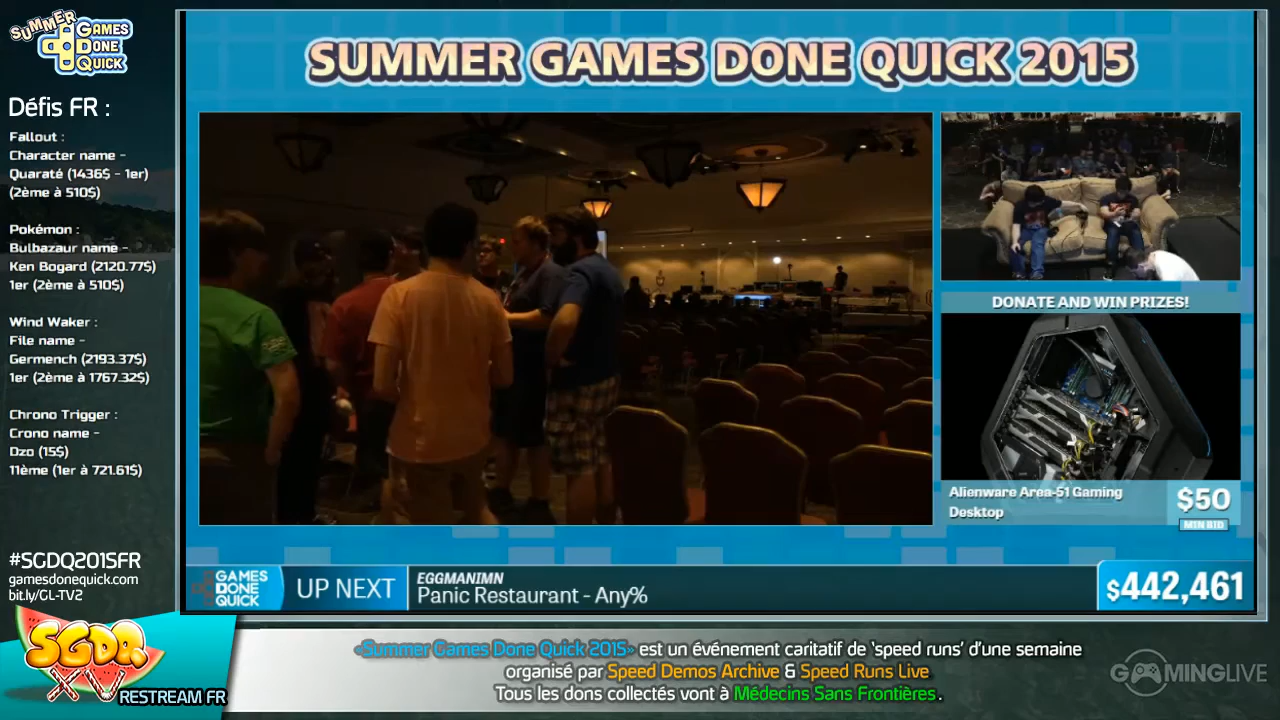 SUMMER
GAMES
DONE
QUICK
Défis FR :
Fallout :
Character name -
Quaraté (1436$ - 1er)
(2ème à 510$)
Pokémon :
Bulbazaur name -
Ken Bogard (2120.77$)
1er (2ème à 510$)
Wind Waker :
File name -
Germench (2193.37$)
1er (2ème à 1767.32$)
Chrono Trigger :
Crono name -
Dzo (15$)
11ème (1er à 721.61$)
#SGDQ2015FR
gamesdonequick.com
bit.ly/GL-TV2
SGDQ
RESTREAM FR
SUMMER GAMES DONE QUICK 2015
DONATE AND WIN PRIZES!
Alienware Area-51 Gaming
Desktop
$50
MIN BID
GAMES
DONE
QUICK
UP NEXT
EGGMANIMN
Panic Restaurant - Any%
$442,461
«Summer Games Done Quick 2015» est un événement caritatif de ‘speed runs’ d’une semaine
organisé par Speed Demos Archive & Speed Runs Live
Tous les dons collectés vont à Médecins Sans Frontières.
GAMINGLIVE